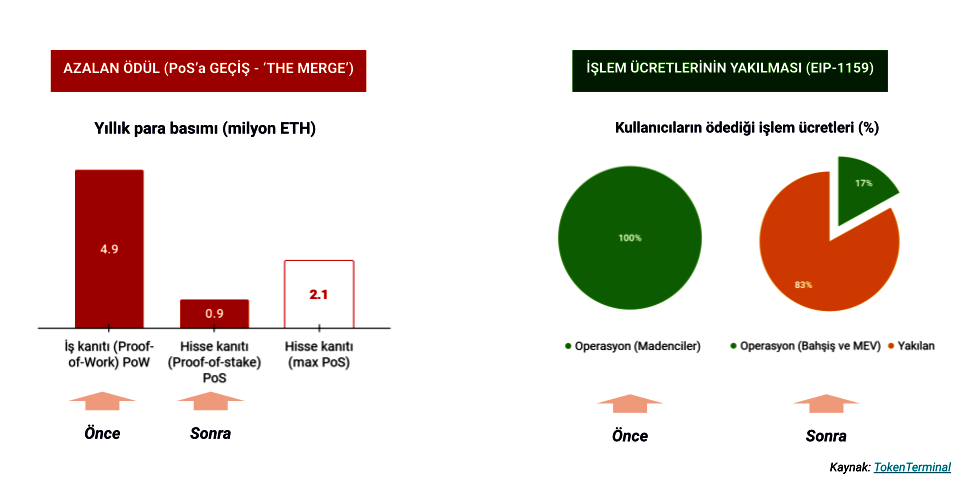 AZALAN ÖDÜL (PoS’a GEÇİŞ - ‘THE MERGE’)
Yıllık para basımı (milyon ETH)
4.9
0.9
2.1
İş kanıtı (Proof-
of-Work) PoW
Hisse kanıtı
(Proof-of-stake)
PoS
Hisse kanıtı
(max PoS)
Önce
Sonra
İŞLEM ÜCRETLERİNİN YAKILMASI (EIP-1159)
Kullanıcıların ödediği işlem ücretleri (%)
100%
17%
83%
Operasyon (Madenciler)
Operasyon (Bahşiş ve MEV)
Yakılan
Önce
Sonra
Kaynak: TokenTerminal